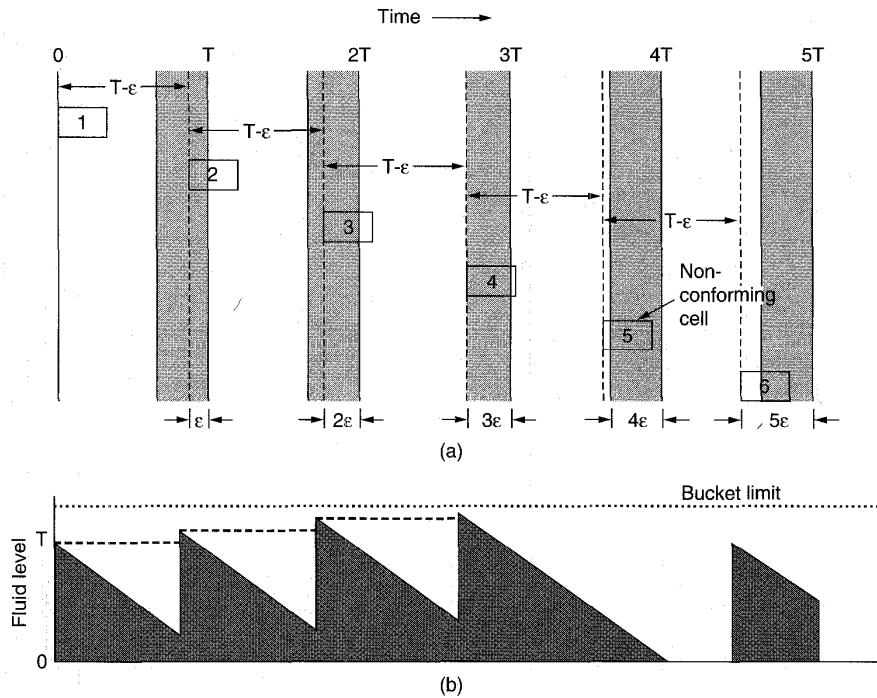 Time
0 T 2T 3T 4T 5T
T-ε
1
T-ε
2
T-ε
3
T-ε
4
T-ε
Non-
conforming
cell
5
6
ε 2ε 3ε 4ε 5ε
(a)
Bucket limit
T
Fluid level
0
(b)